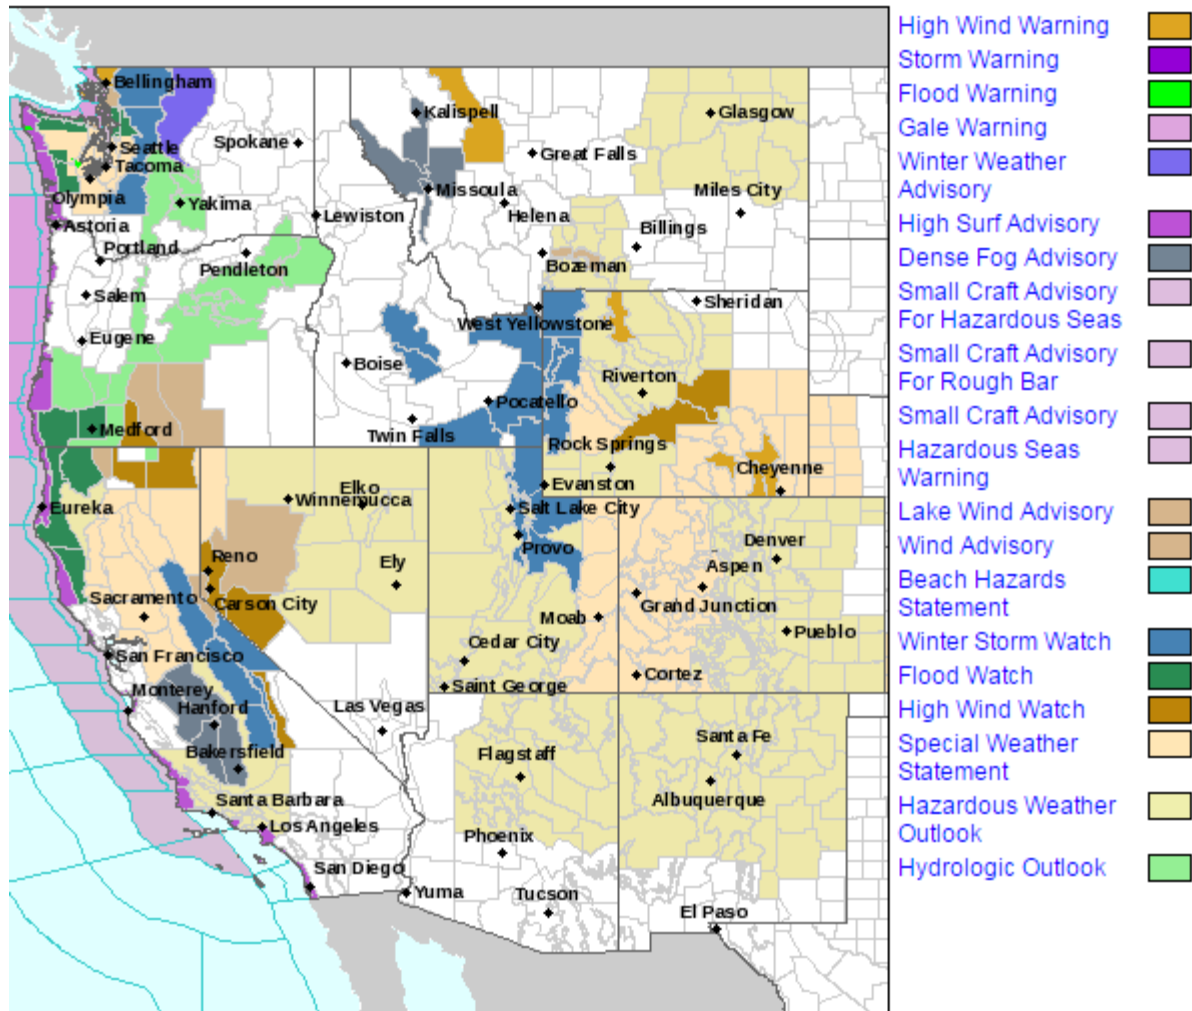 Bellingham
Kalispell
Glasgow
Seattle
Spokane
Great Falls
Tacoma
Missoula
Miles City
Olympia
Yakima
Helena
Lewiston
Astoria
Billings
Portland
Bozeman
Pendleton
Salem
Sheridan
West Yellowstone
Eugene
Boise
Riverton
Pocatello
Medford
Twin Falls
Rock Springs
Cheyenne
Evanston
Elko
Winnemucca
Eureka
Salt Lake City
Denver
Provo
Reno
Ely
Aspen
Sacramento
Carson City
Grand Junction
Moab
Pueblo
Cedar City
San Francisco
Cortez
Saint George
Monterey
Hanford
Las Vegas
Santa Fe
Bakersfield
Flagstaff
Albuquerque
Santa Barbara
Los Angeles
Phoenix
San Diego
Yuma
Tucson
El Paso
High Wind Warning
Storm Warning
Flood Warning
Gale Warning
Winter Weather
Advisory
High Surf Advisory
Dense Fog Advisory
Small Craft Advisory
For Hazardous Seas
Small Craft Advisory
For Rough Bar
Small Craft Advisory
Hazardous Seas
Warning
Lake Wind Advisory
Wind Advisory
Beach Hazards
Statement
Winter Storm Watch
Flood Watch
High Wind Watch
Special Weather
Statement
Hazardous Weather
Outlook
Hydrologic Outlook